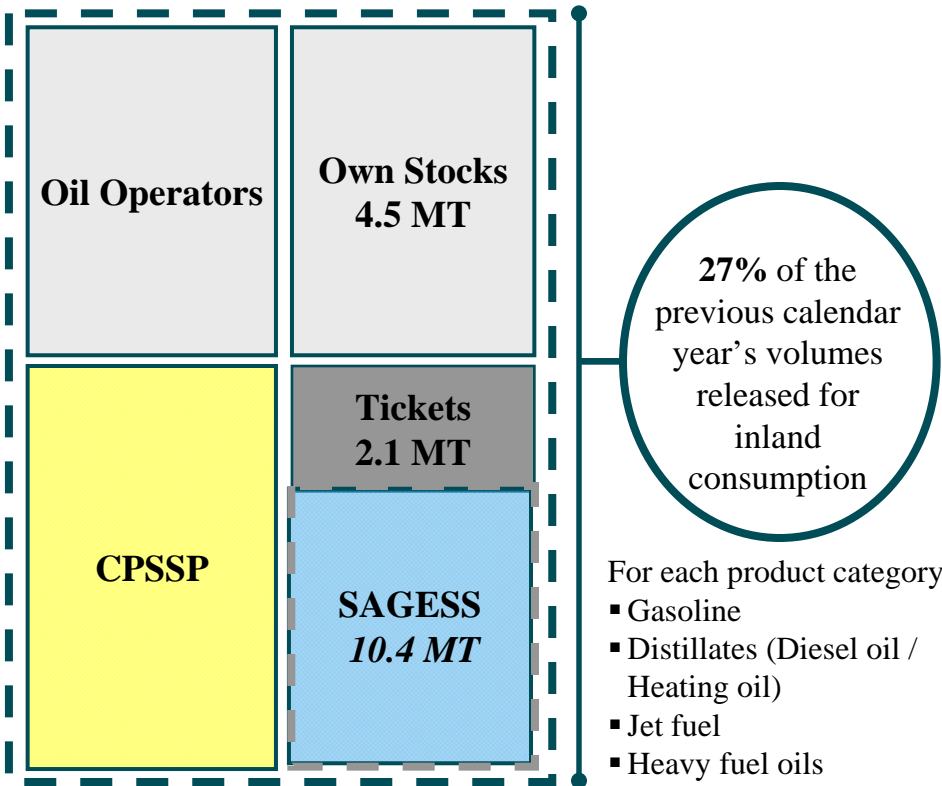 Oil Operators
Own Stocks
4.5 MT
CPSSP
Tickets
2.1 MT
SAGESS
10.4 MT
27% of the
previous calendar
year’s volumes
released for
inland
consumption
For each product category
▪ Gasoline
▪ Distillates (Diesel oil /
Heating oil)
▪ Jet fuel
▪ Heavy fuel oils